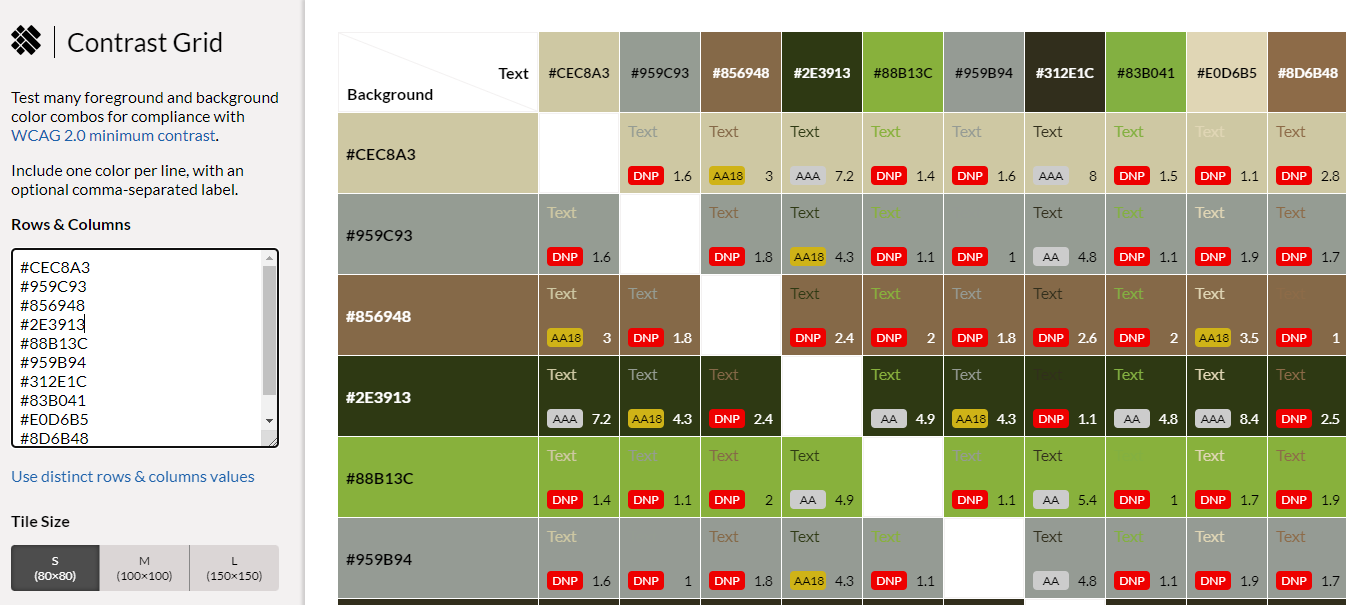 Contrast Grid
Test many foreground and background
color combos for compliance with
WCAG 2.0 minimum contrast.
Include one color per line, with an
optional comma-separated label.
Rows & Columns
#CEC8A3
#959C93
#856948
#2E3913
#88B13C
#959B94
#312E1C
#83B041
#E0D6B5
#8D6B48
Use distinct rows & columns values
Tile Size
S M L
(80×80) (100×100) (150×150)
Text
Background
#CEC8A3 #959C93 #856948 #2E3913 #88B13C #959B94 #312E1C #83B041 #E0D6B5 #8D6B48
Text Text Text Text Text Text Text Text Text
#CEC8A3
DNP 1.6 AA18 3 AAA 7.2 DNP 1.4 DNP 1.6 AAA 8 DNP 1.5 DNP 1.1 DNP 2.8
Text Text Text Text Text Text Text Text
#959C93
DNP 1.6 DNP 1.8 AA18 4.3 DNP 1.1 DNP 1 AA 4.8 DNP 1.1 DNP 1.9 DNP 1.7
Text Text Text Text Text Text Text Text
#856948
AA18 3 DNP 1.8 DNP 2.4 DNP 2 DNP 1.8 DNP 2.6 DNP 2 AA18 3.5 DNP 1
Text Text Text Text Text Text Text Text
#2E3913
AAA 7.2 AA18 4.3 DNP 2.4 AA 4.9 AA18 4.3 DNP 1.1 AA 4.8 AAA 8.4 DNP 2.5
Text Text Text Text Text Text Text Text
#88B13C
DNP 1.4 DNP 1.1 DNP 2 AA 4.9 DNP 1.1 AA 5.4 DNP 1 DNP 1.7 DNP 1.9
Text Text Text Text Text Text Text Text
#959B94
DNP 1.6 DNP 1 DNP 1.8 AA18 4.3 DNP 1.1 AA 4.8 DNP 1.1 DNP 1.9 DNP 1.7